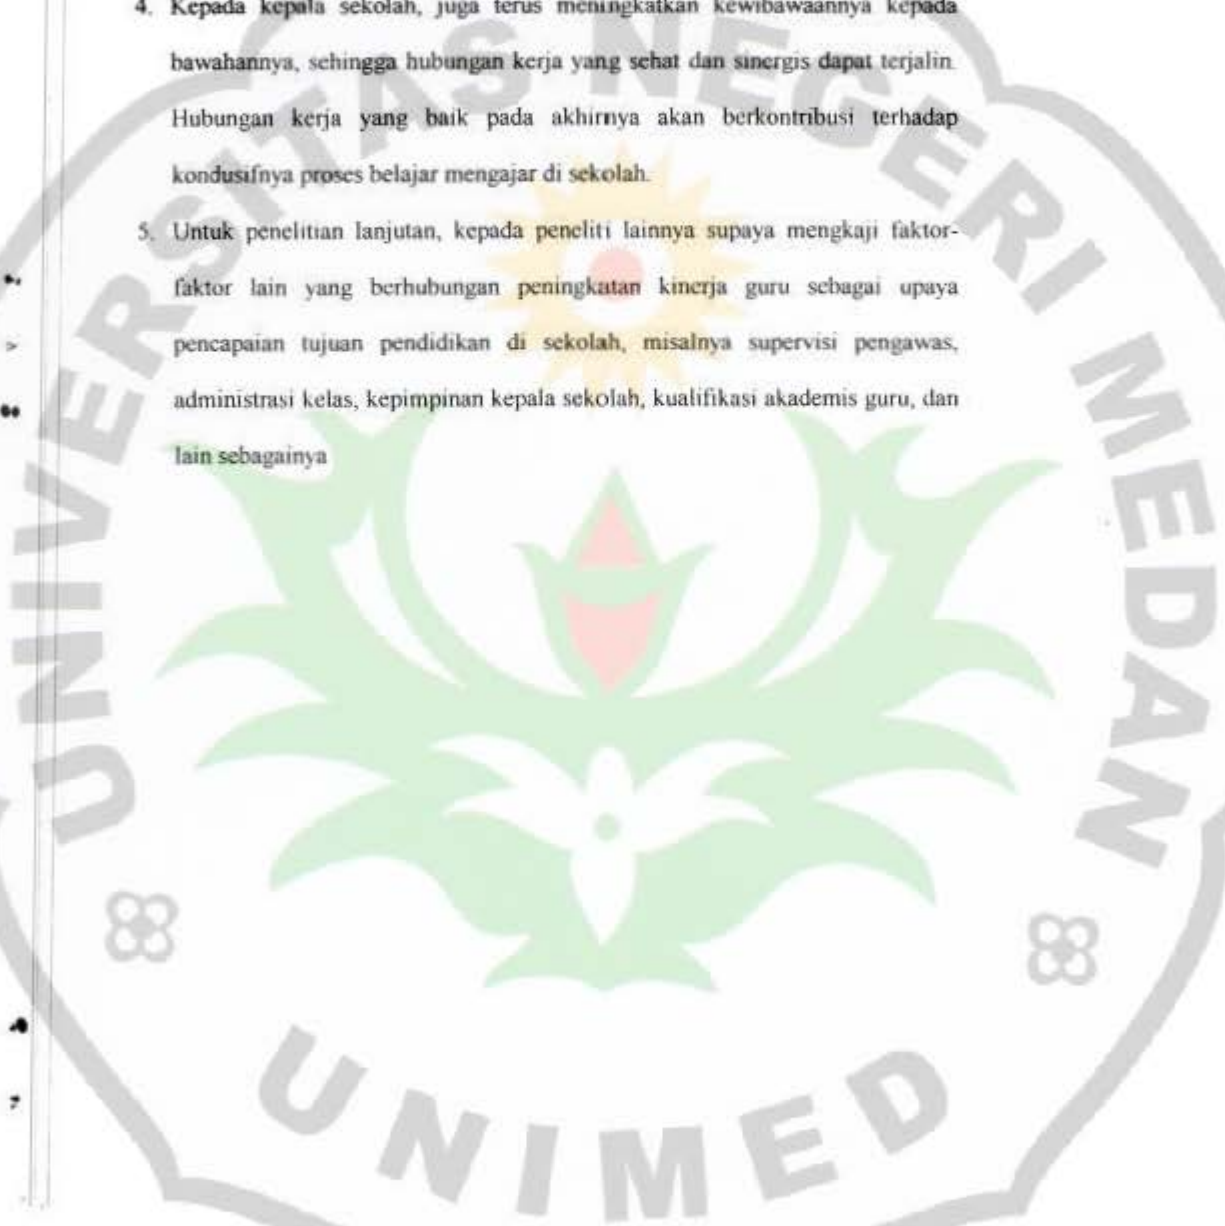 4. Kepada kepala sekolah, juga terus meningkatkan kewibawaannya kepada
bawahannya, sehingga hubungan kerja yang sehat dan sinergis dapat terjalin.
Hubungan kerja yang baik pada akhirnya akan berkontribusi terhadap
kondusifnya proses belajar mengajar di sekolah.
5. Untuk penelitian lanjutan, kepada peneliti lainnya supaya mengkaji faktor-
faktor lain yang berhubungan peningkatan kinerja guru sebagai upaya
pencapaian tujuan pendidikan di sekolah, misalnya supervisi pengawas,
administrasi kelas, kepimpinan kepala sekolah, kualifikasi akademis guru, dan
lain sebagainya
UNIVERSITAS NEGERI MEDAN
UNIMED